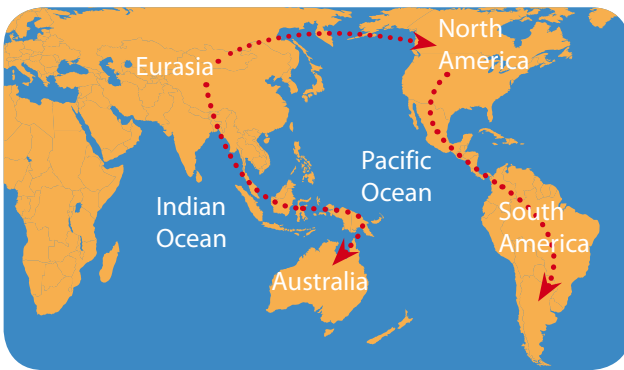 North
America
Eurasia
Pacific
Ocean
Indian
Ocean
South
America
Australia